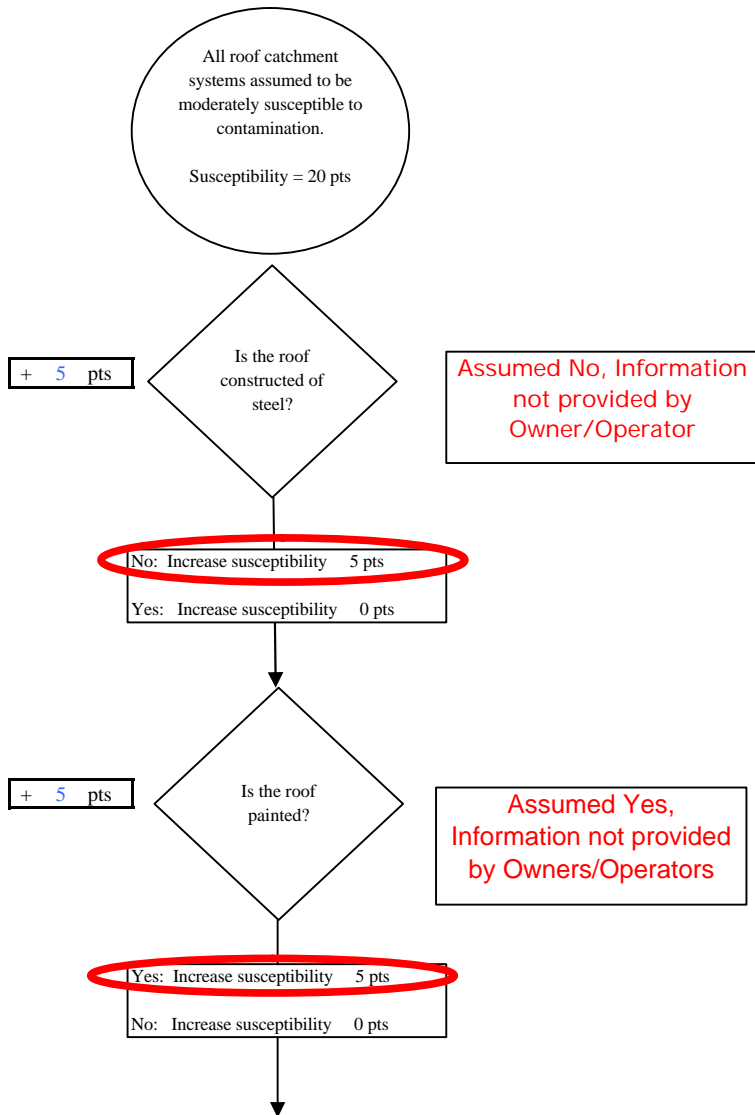 All roof catchment
systems assumed to be
moderately susceptible to
contamination.
Susceptibility = 20 pts
+ 5 pts
Is the roof
constructed of
steel?
Assumed No, Information
not provided by
Owner/Operator
No: Increase susceptibility 5 pts
Yes: Increase susceptibility 0 pts
+ 5 pts
Is the roof
painted?
Assumed Yes,
Information not provided
by Owners/Operators
Yes: Increase susceptibility 5 pts
No: Increase susceptibility 0 pts